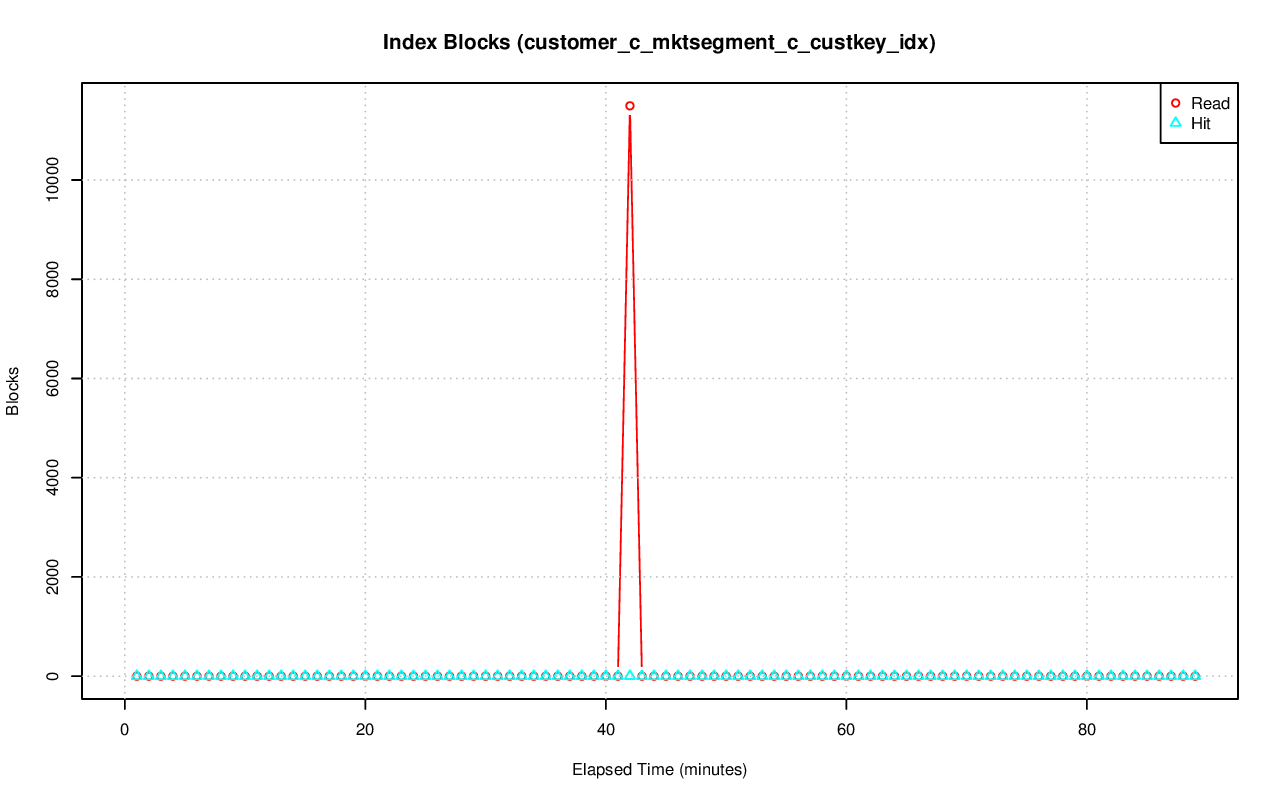 Index Blocks (customer_c_mktsegment_c_custkey_idx)
Read
Hit
10000
8000
6000
4000
2000
0
Blocks
0 20 40 60 80
Elapsed Time (minutes)